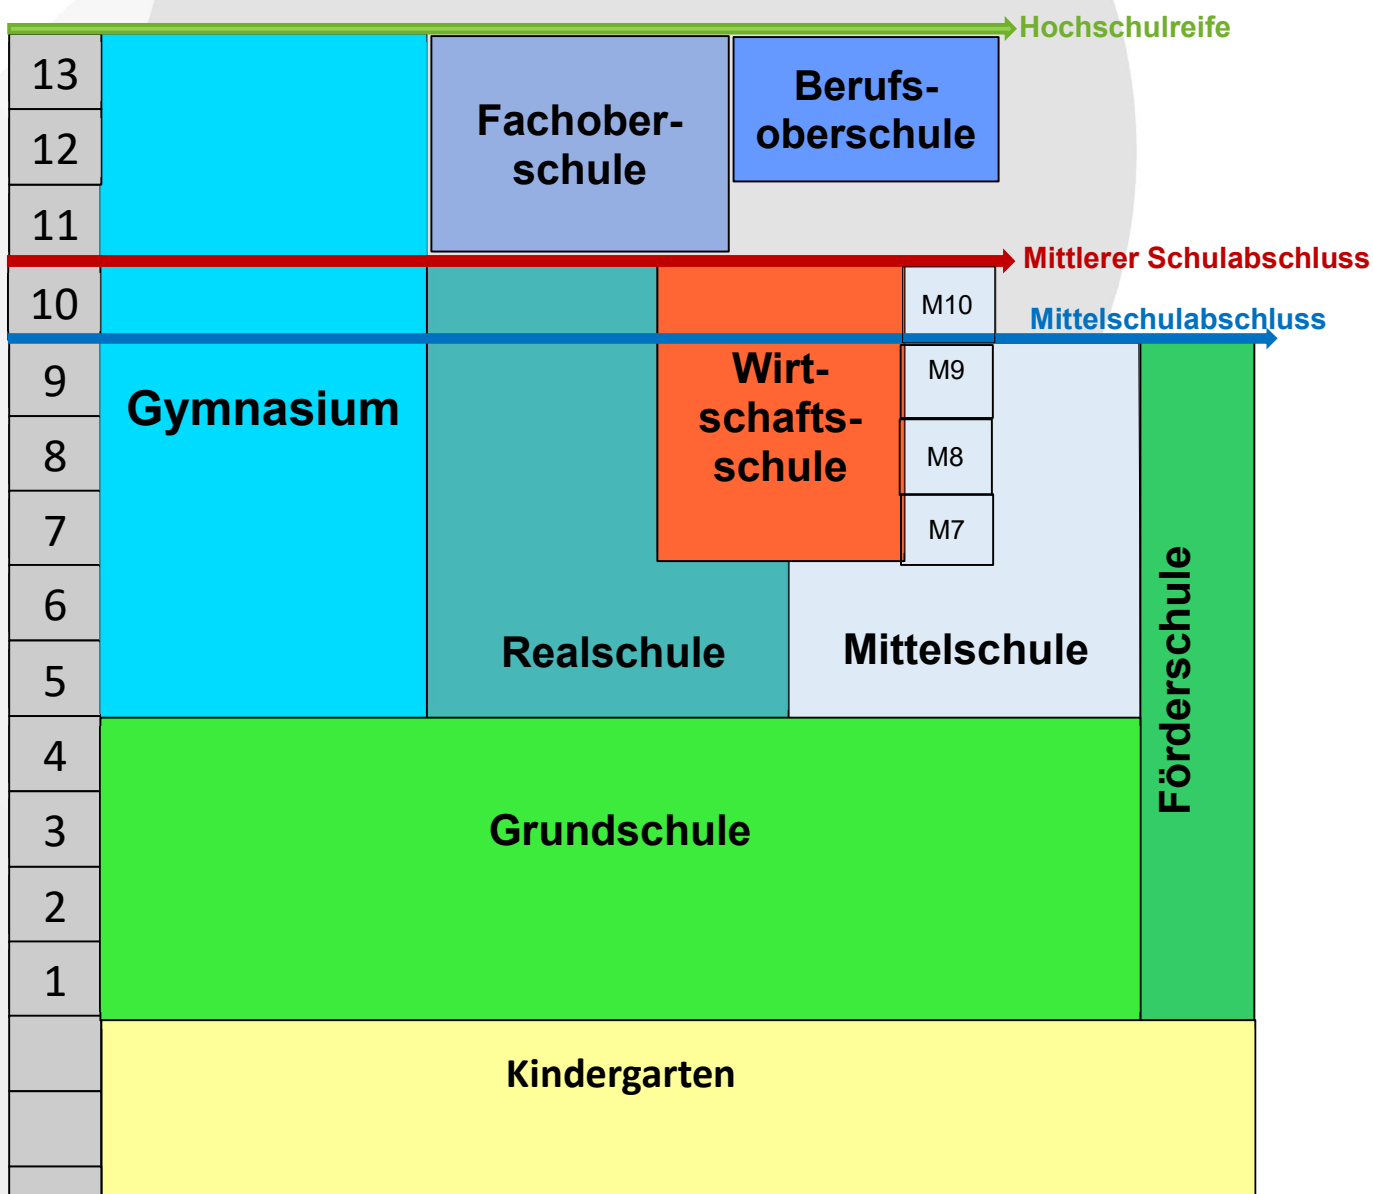 Hochschulreife
13
Berufs-
oberschule
Fachober-
schule
12
11
Mittlerer Schulabschluss
10
M10
Mittelschulabschluss
9
Gymnasium
Wirt-
schafts-
schule
M9
8
M8
7
M7
6
Realschule
Mittelschule
Förderschule
5
4
3
Grundschule
2
1
Kindergarten